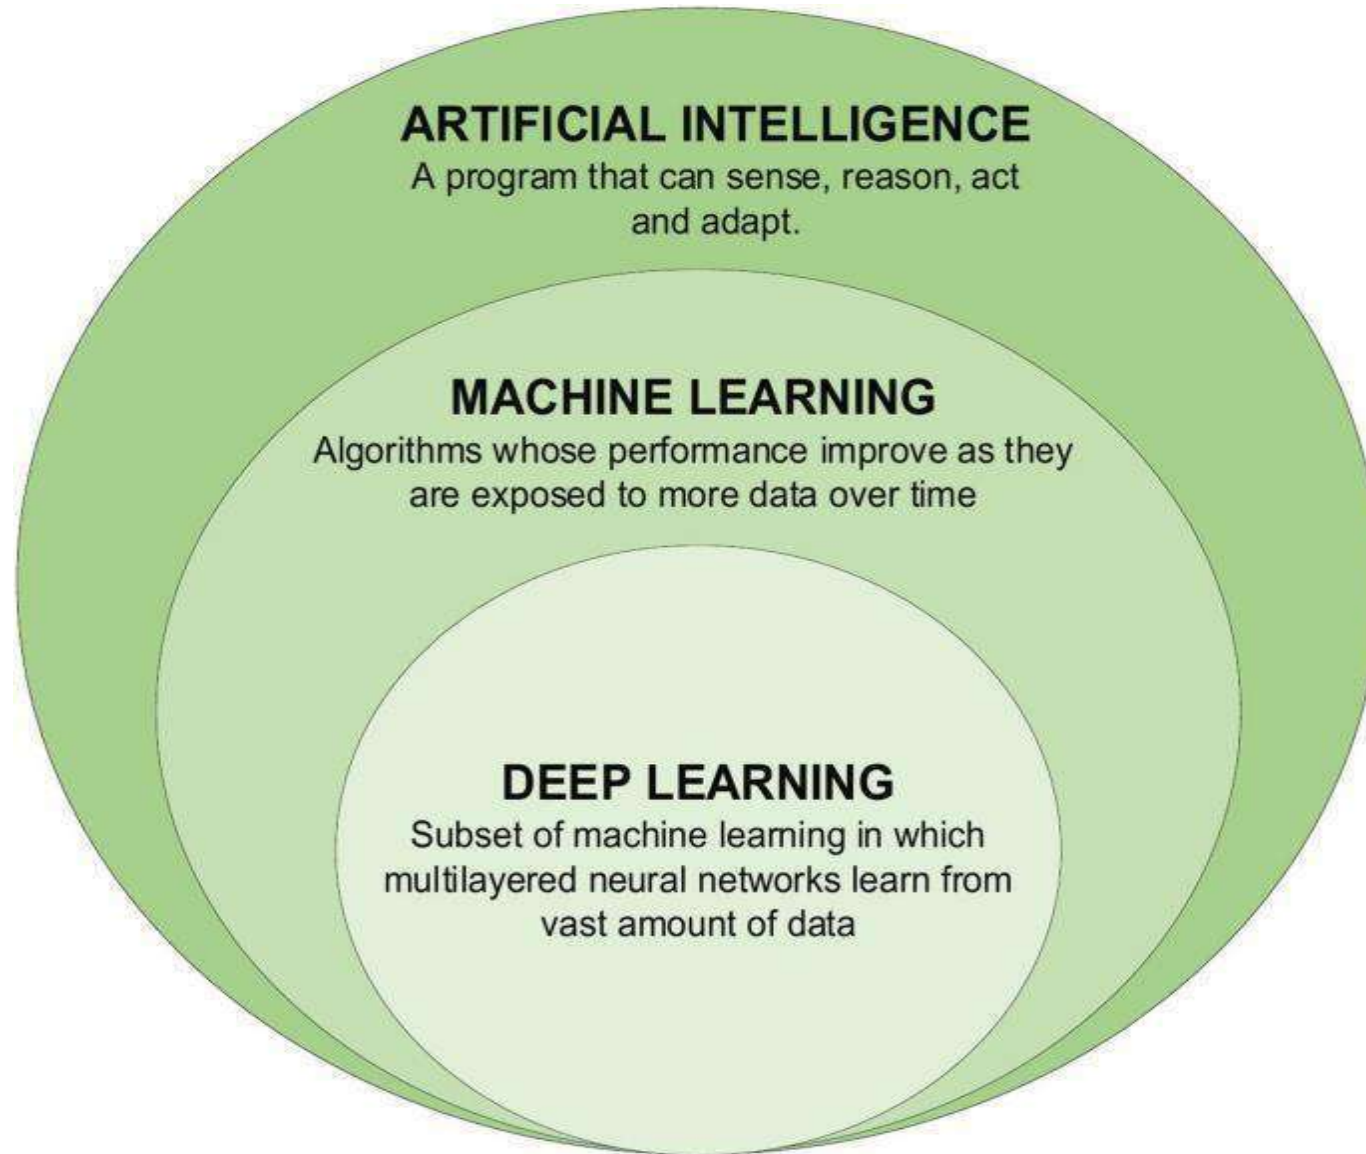 ARTIFICIAL INTELLIGENCE
A program that can sense, reason, act
and adapt.
MACHINE LEARNING
Algorithms whose performance improve as they
are exposed to more data over time
DEEP LEARNING
Subset of machine learning in which
multilayered neural networks learn from
vast amount of data